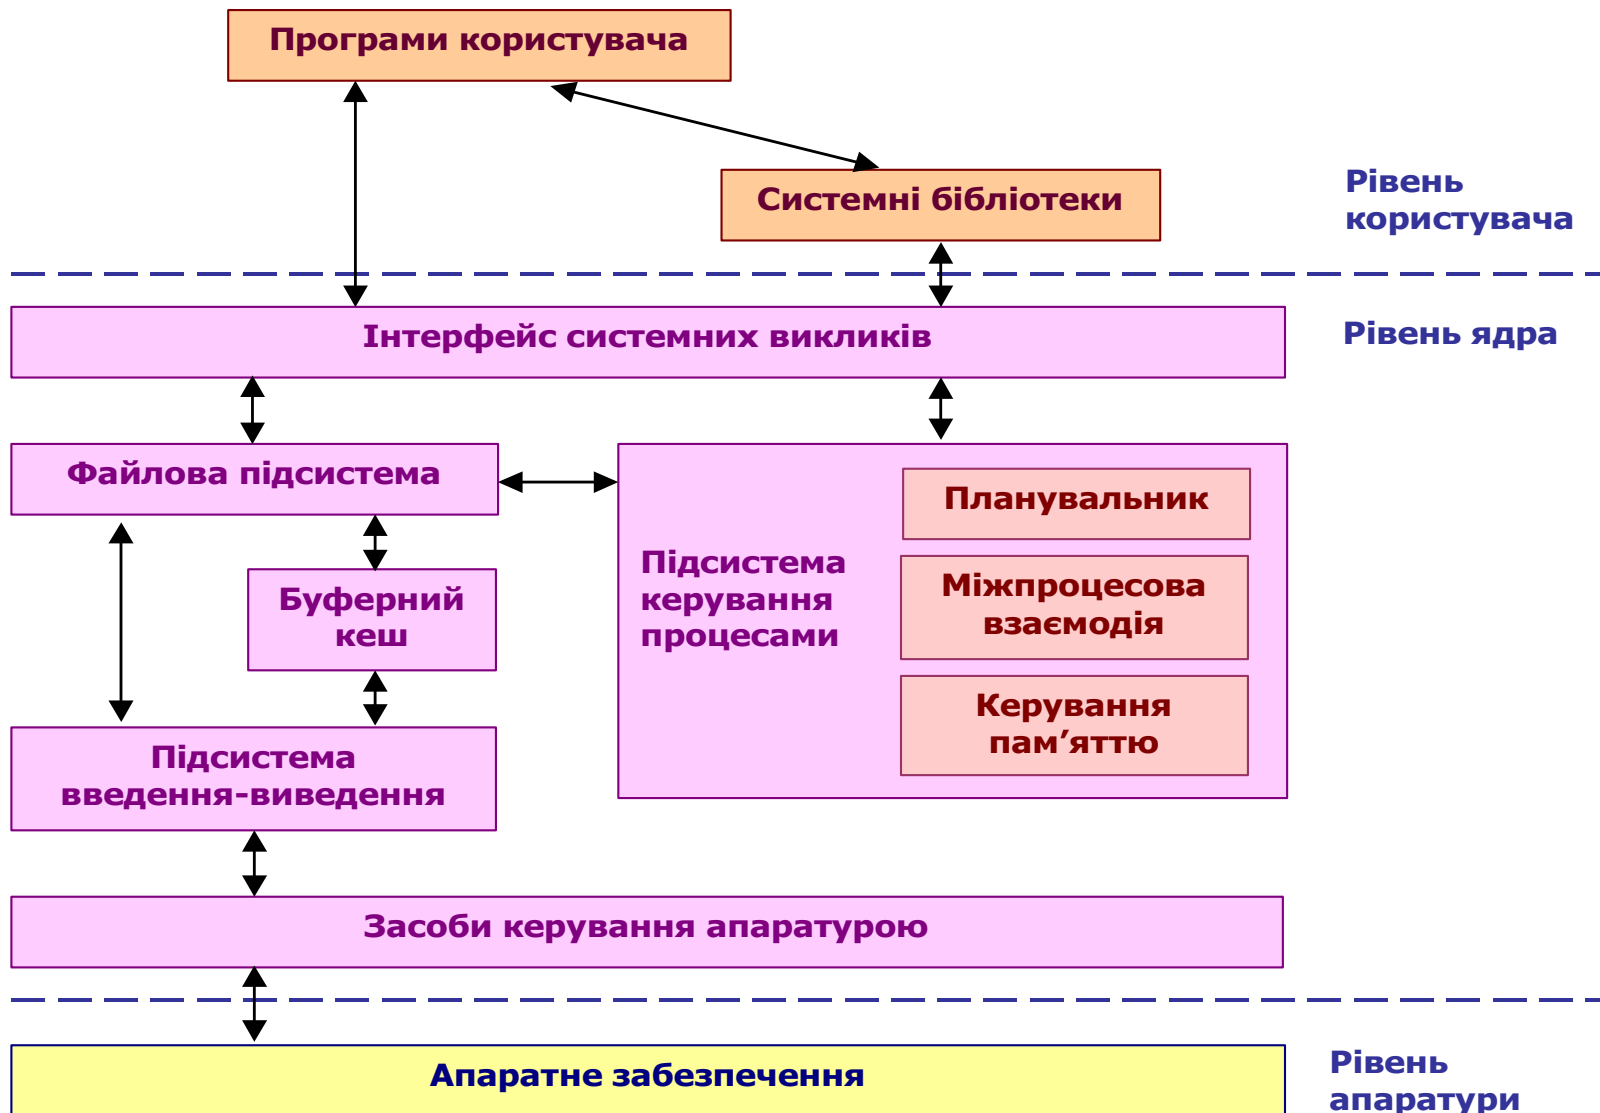 Програми користувача
Системні бібліотеки
Рівень
користувача
Інтерфейс системних викликів
Рівень ядра
Файлова підсистема
Планувальник
Підсистема
керування
процесами
Міжпроцесова
взаємодія
Буферний
кеш
Керування
пам’яттю
Підсистема
введення-виведення
Засоби керування апаратурою
Апаратне забезпечення
Рівень
апаратури